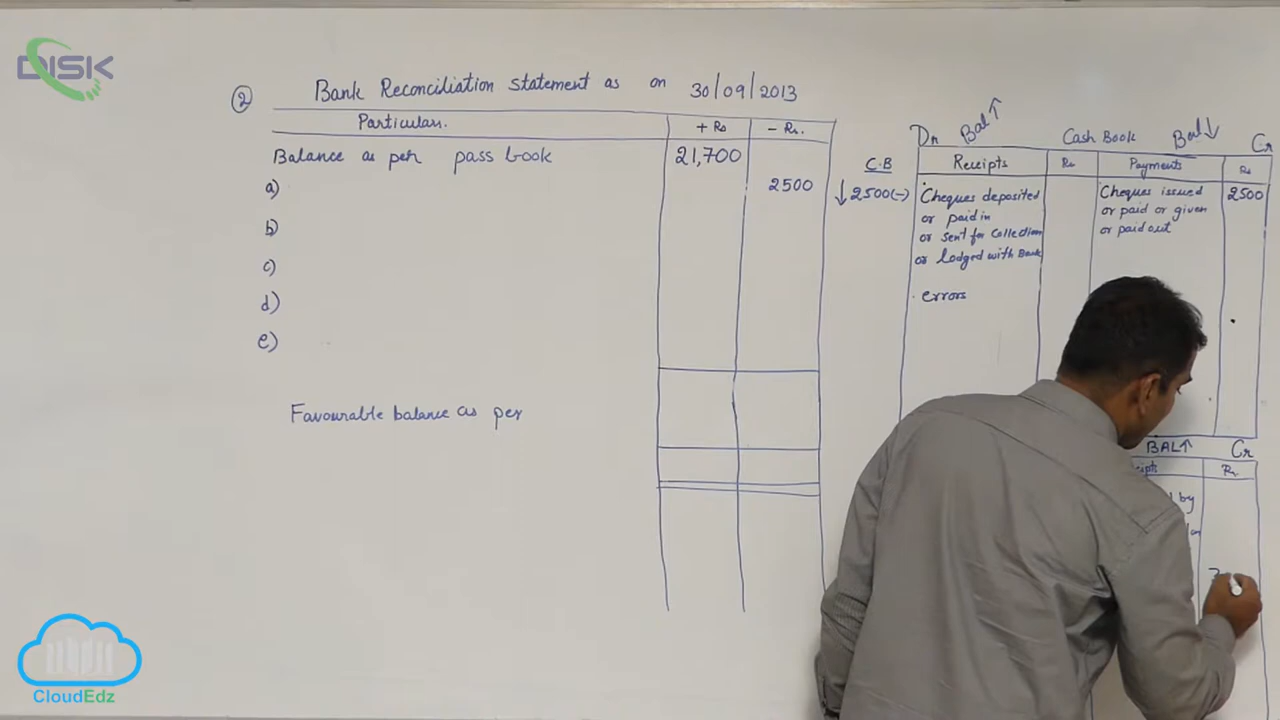 DISK
② Bank Reconciliation Statement as on 30/09/2013
Particulars. + Rs - Rs.
Balance as per pass book 21,700
a) 2500
b)
c)
d)
e)
Favourable balance as per
Dr Bal↑ Cash Book Bal↓ Cr
C.B Receipts Rs Payments Rs
↓ 2500(-) Cheques deposited Cheques issued 2500
or paid in or paid or given
or sent for collection or paid out
or lodged with Bank
errors
BAL↑ Cr
Rs.
by
CloudEdz